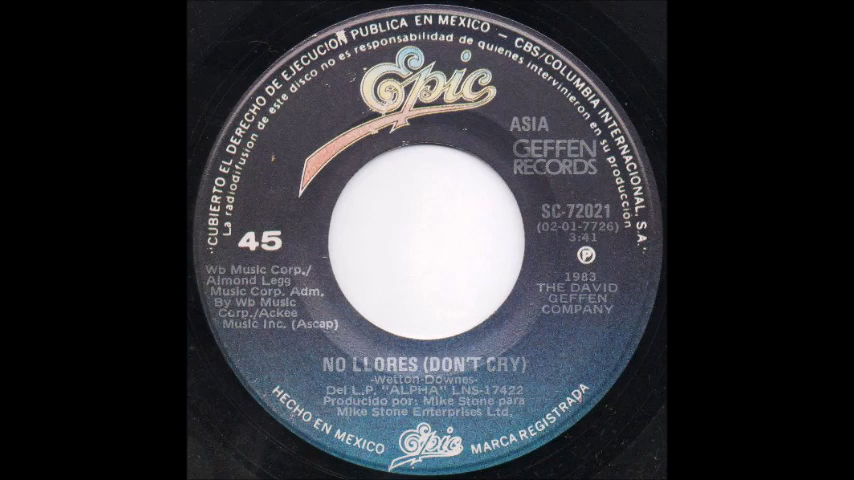 "CUBIERTO EL DERECHO DE EJECUCION PUBLICA EN MEXICO — CBS/COLUMBIA INTERNACIONAL, S.A."
La radiodifusion de este disco no es responsabilidad de quienes intervinieron en su producción
Epic
ASIA
GEFFEN
RECORDS
SC-72021
(02-01-7726)
3:41
P
1983
THE DAVID
GEFFEN
COMPANY
45
Wb Music Corp./
Almond Legg
Music Corp. Adm.
By Wb Music
Corp./Ackee
Music Inc. (Ascap)
NO LLORES (DON'T CRY)
-Wetton-Downes-
Del L.P. "ALPHA" LNS-17422
Producido por: Mike Stone para
Mike Stone Enterprises Ltd.
HECHO EN MEXICO
Epic
MARCA REGISTRADA